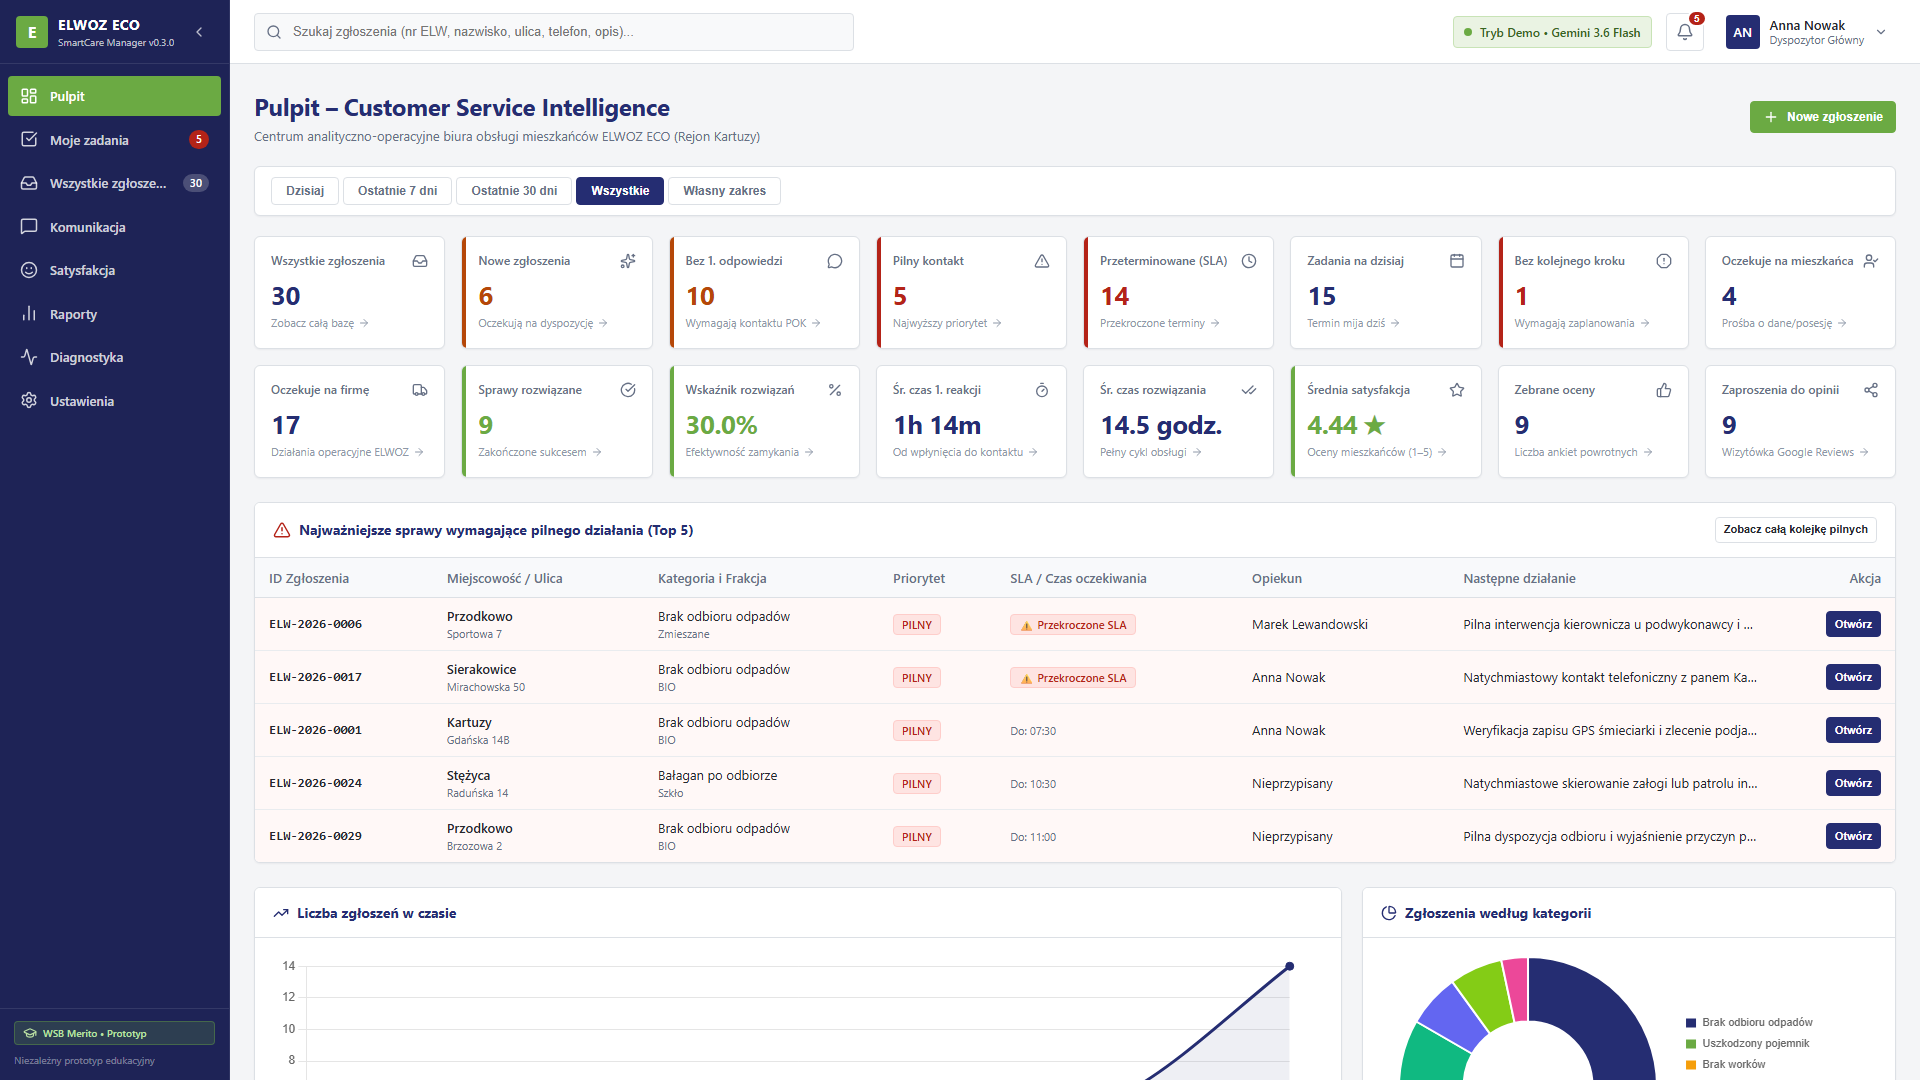 E
ELWOZ ECO
SmartCare Manager v0.3.0
Pulpit
Moje zadania
5
Wszystkie zgłosze...
30
Komunikacja
Satysfakcja
Raporty
Diagnostyka
Ustawienia
WSB Merito • Prototyp
Niezależny prototyp edukacyjny
Szukaj zgłoszenia (nr ELW, nazwisko, ulica, telefon, opis)...
Tryb Demo • Gemini 3.6 Flash
5
AN
Anna Nowak
Dyspozytor Główny
Pulpit – Customer Service Intelligence
Centrum analityczno-operacyjne biura obsługi mieszkańców ELWOZ ECO (Rejon Kartuzy)
Nowe zgłoszenie
Dzisiaj
Ostatnie 7 dni
Ostatnie 30 dni
Wszystkie
Własny zakres
Wszystkie zgłoszenia
30
Zobacz całą bazę →
Nowe zgłoszenia
6
Oczekują na dyspozycję →
Bez 1. odpowiedzi
10
Wymagają kontaktu POK →
Pilny kontakt
5
Najwyższy priorytet →
Przeterminowane (SLA)
14
Przekroczone terminy →
Zadania na dzisiaj
15
Termin mija dziś →
Bez kolejnego kroku
1
Wymagają zaplanowania →
Oczekuje na mieszkańca
4
Prośba o dane/posesję →
Oczekuje na firmę
17
Działania operacyjne ELWOZ →
Sprawy rozwiązane
9
Zakończone sukcesem →
Wskaźnik rozwiązań
30.0%
Efektywność zamykania →
Śr. czas 1. reakcji
1h 14m
Od wpłynięcia do kontaktu →
Śr. czas rozwiązania
14.5 godz.
Pełny cykl obsługi →
Średnia satysfakcja
4.44 ★
Oceny mieszkańców (1–5) →
Zebrane oceny
9
Liczba ankiet powrotnych →
Zaproszenia do opinii
9
Wizytówka Google Reviews →
Najważniejsze sprawy wymagające pilnego działania (Top 5)
Zobacz całą kolejkę pilnych
ID Zgłoszenia Miejscowość / Ulica Kategoria i Frakcja Priorytet SLA / Czas oczekiwania Opiekun Następne działanie Akcja
ELW-2026-0006 Przodkowo Brak odbioru odpadów PILNY ⚠ Przekroczone SLA Marek Lewandowski Pilna interwencja kierownicza u podwykonawcy i ... Otwórz
Sportowa 7 Zmieszane
ELW-2026-0017 Sierakowice Brak odbioru odpadów PILNY ⚠ Przekroczone SLA Anna Nowak Natychmiastowy kontakt telefoniczny z panem Ka... Otwórz
Mirachowska 50 BIO
ELW-2026-0001 Kartuzy Brak odbioru odpadów PILNY Do: 07:30 Anna Nowak Weryfikacja zapisu GPS śmieciarki i zlecenie podja... Otwórz
Gdańska 14B BIO
ELW-2026-0024 Stężyca Bałagan po odbiorze PILNY Do: 10:30 Nieprzypisany Natychmiastowe skierowanie załogi lub patrolu in... Otwórz
Raduńska 14 Szkło
ELW-2026-0029 Przodkowo Brak odbioru odpadów PILNY Do: 11:00 Nieprzypisany Pilna dyspozycja odbioru i wyjaśnienie przyczyn p... Otwórz
Brzozowa 2 BIO
Liczba zgłoszeń w czasie
14
12
10
8
Zgłoszenia według kategorii
Brak odbioru odpadów
Uszkodzony pojemnik
Brak worków